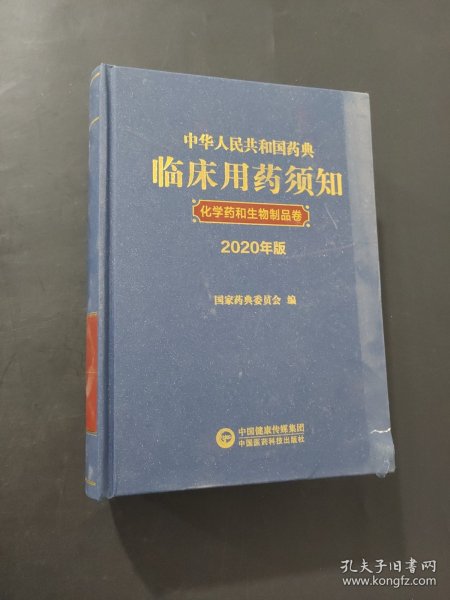 中华人民共和国药典
临床用药须知
化学药和生物制品卷
2020年版
国家药典委员会 编
中国健康传媒集团
中国医药科技出版社
孔夫子旧书网
www.kongfz.com